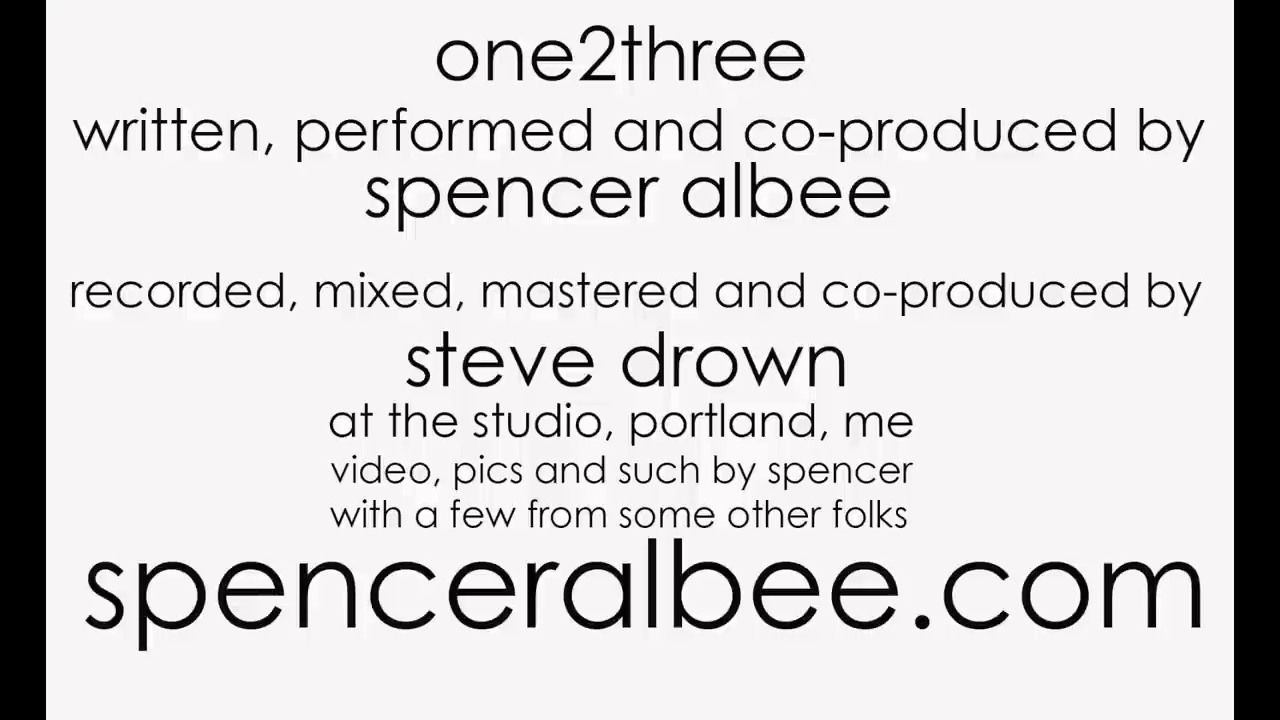 one2three
written, performed and co-produced by
spencer albee
recorded, mixed, mastered and co-produced by
steve drown
at the studio, portland, me
video, pics and such by spencer
with a few from some other folks
spenceralbee.com